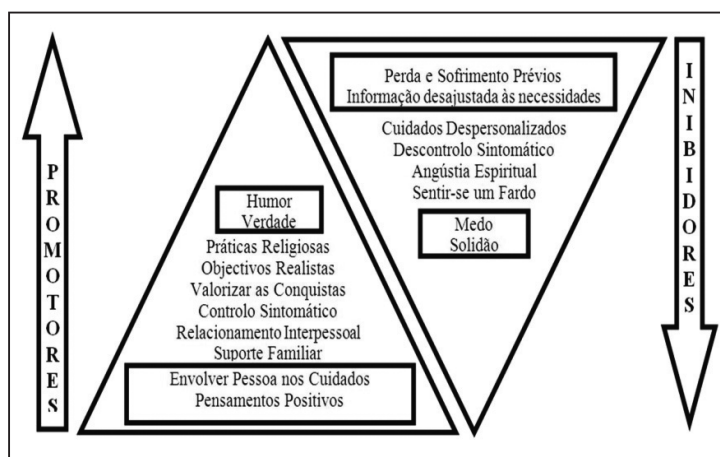 PROMOTORES
Humor
Verdade
Práticas Religiosas
Objectivos Realistas
Valorizar as Conquistas
Controlo Sintomático
Relacionamento Interpessoal
Suporte Familiar
Envolver Pessoa nos Cuidados
Pensamentos Positivos
Perda e Sofrimento Prévios
Informação desajustada às necessidades
Cuidados Despersonalizados
Descontrolo Sintomático
Angústia Espiritual
Sentir-se um Fardo
Medo
Solidão
INIBIDORES